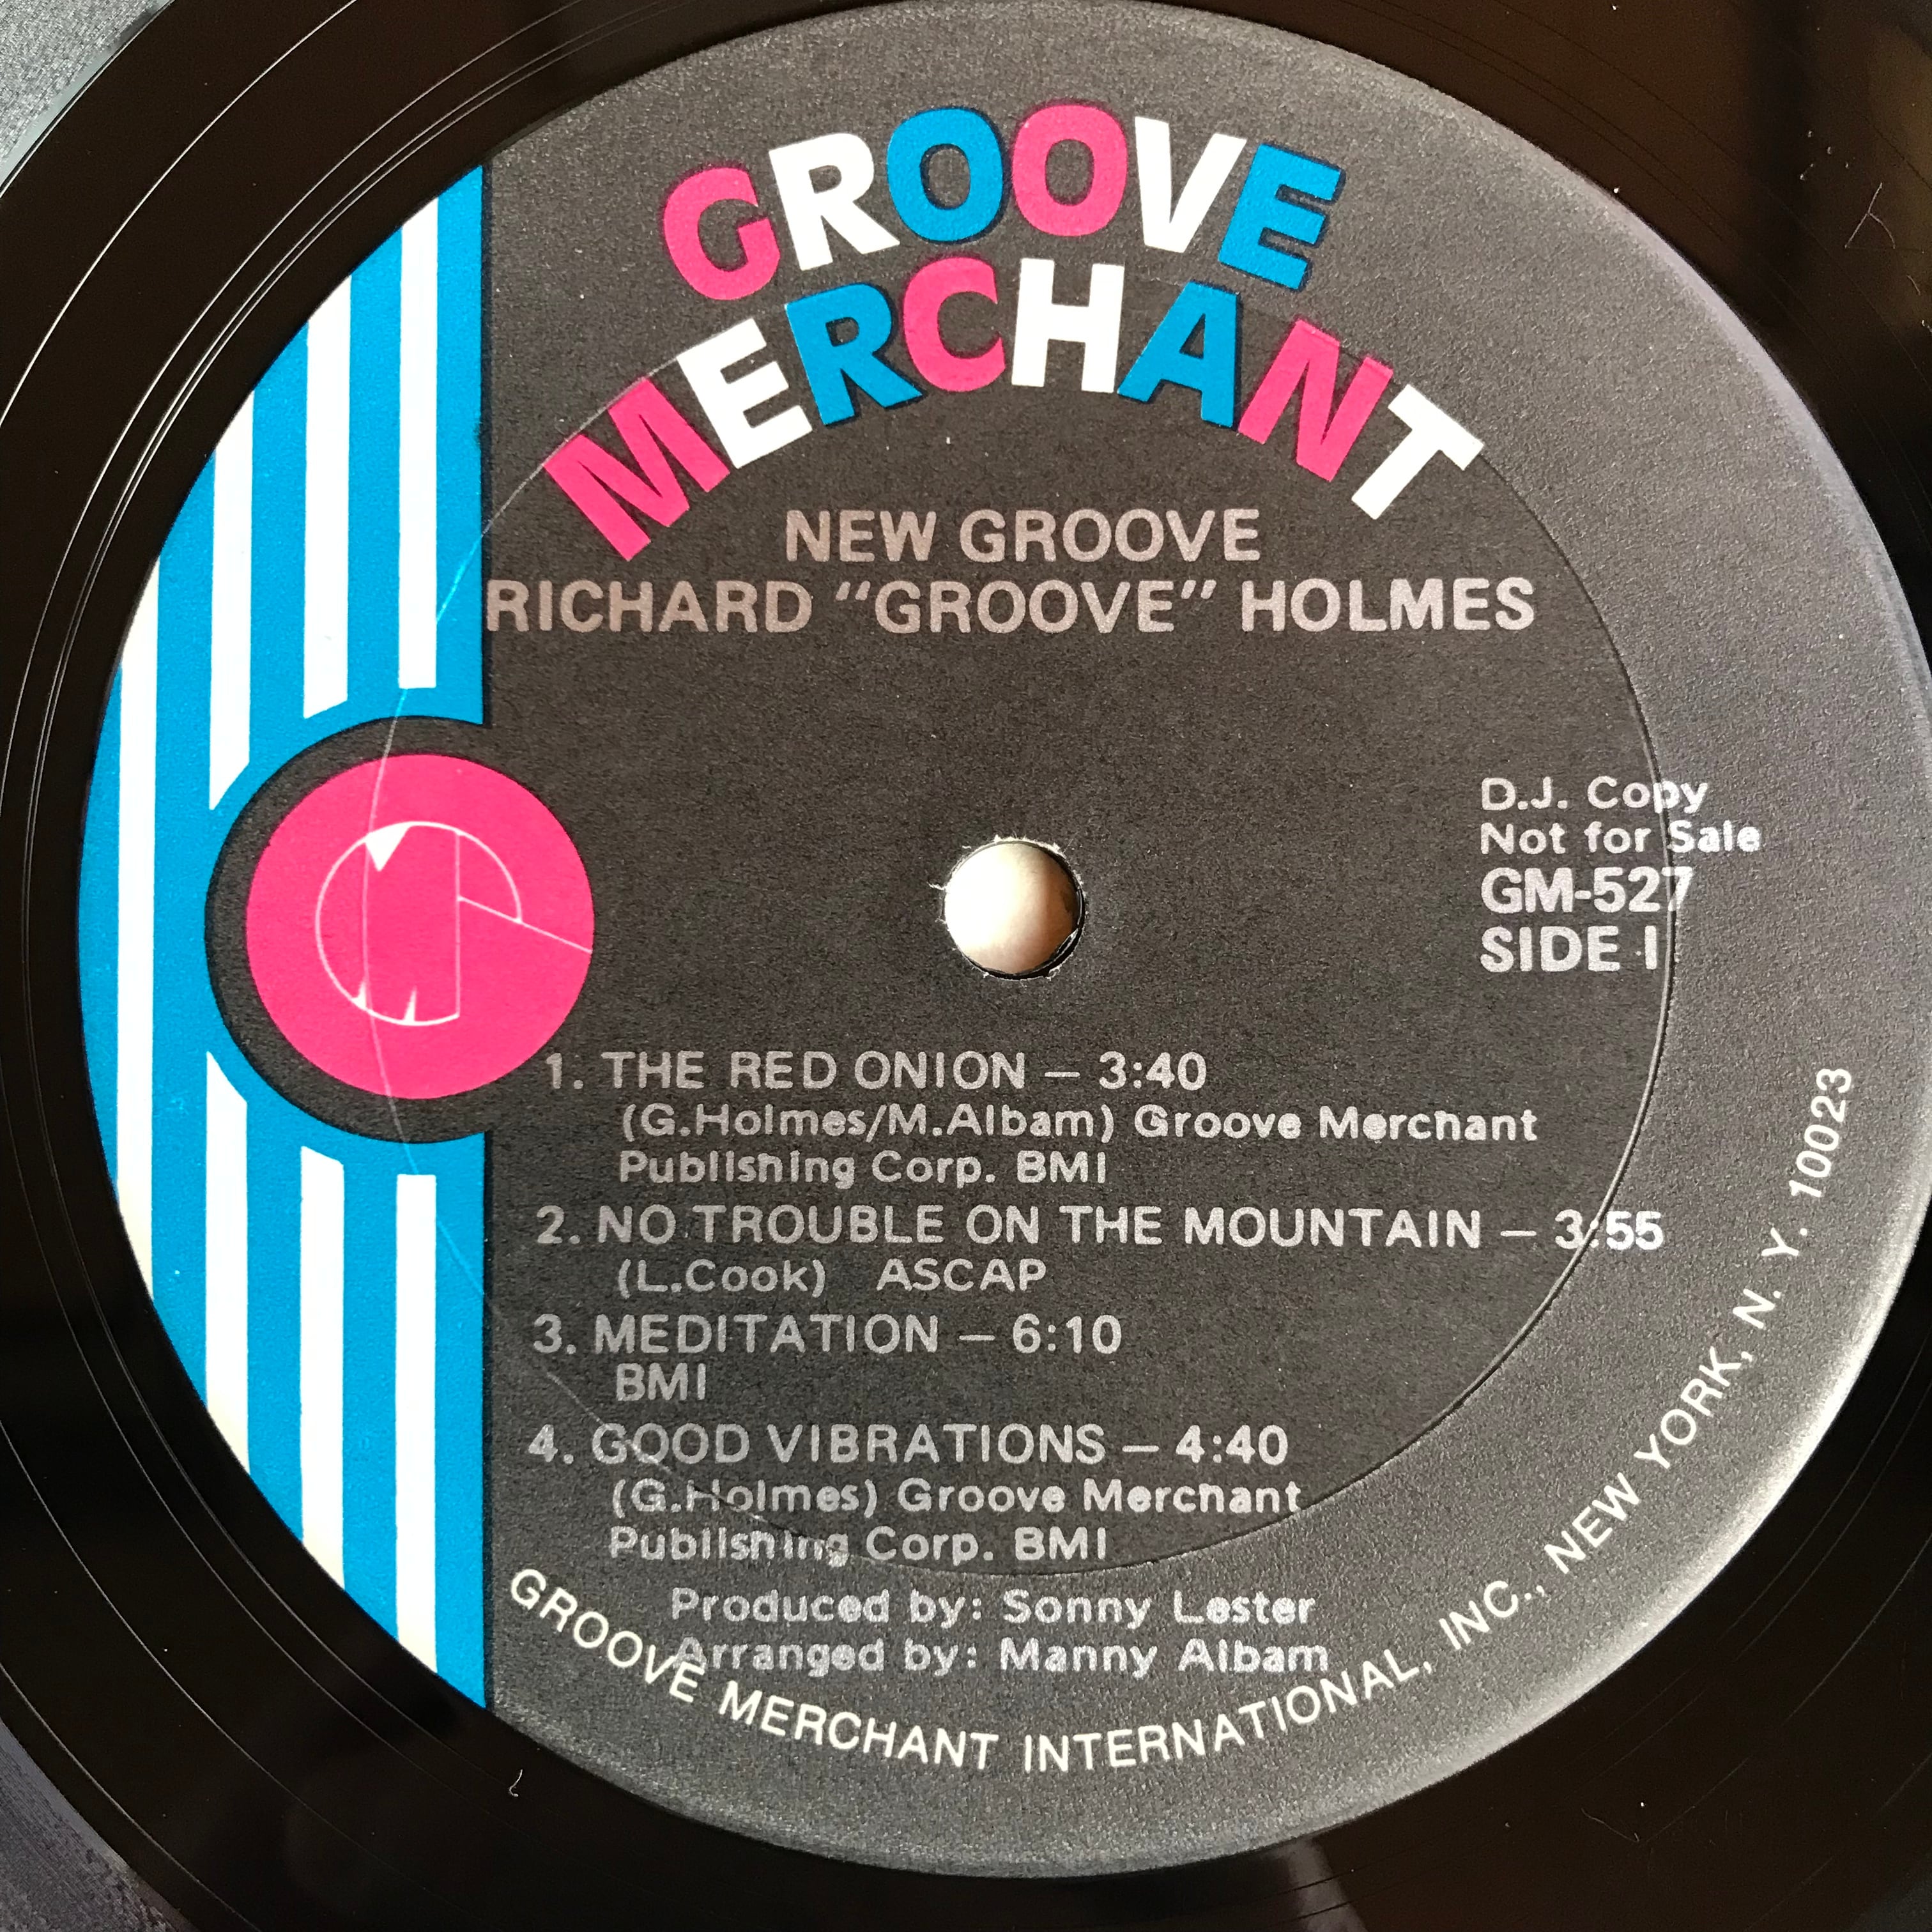 GROOVE
MERCHANT
NEW GROOVE
RICHARD "GROOVE" HOLMES
D.J. Copy
Not for Sale
GM-527
SIDE I
1. THE RED ONION — 3:40
(G.Holmes/M.Albam) Groove Merchant
Publishing Corp. BMI
2. NO TROUBLE ON THE MOUNTAIN — 3:55
(L.Cook) ASCAP
3. MEDITATION — 6:10
BMI
4. GOOD VIBRATIONS — 4:40
(G.Holmes) Groove Merchant
Publishing Corp. BMI
Produced by: Sonny Lester
Arranged by: Manny Albam
GROOVE MERCHANT INTERNATIONAL, INC., NEW YORK, N. Y. 10023